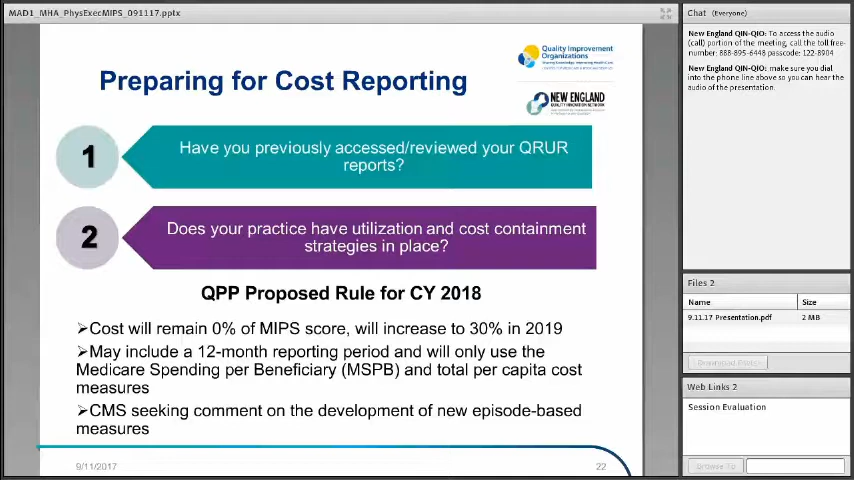 MAD1_MHA_PhysExecMIPS_091117.pptx
Quality Improvement
Organizations
NEW ENGLAND
Preparing for Cost Reporting
1
Have you previously accessed/reviewed your QRUR
reports?
2
Does your practice have utilization and cost containment
strategies in place?
QPP Proposed Rule for CY 2018
➢Cost will remain 0% of MIPS score, will increase to 30% in 2019
➢May include a 12-month reporting period and will only use the
Medicare Spending per Beneficiary (MSPB) and total per capita cost
measures
➢CMS seeking comment on the development of new episode-based
measures
9/11/2017
22
Chat (Everyone)
New England QIN-QIO: To access the audio
(call) portion of the meeting, call the toll free-
number: 888-895-6448 passcode: 122-8904
New England QIN-QIO: make sure you dial
into the phone line above so you can hear the
audio of the presentation.
Files 2
Name Size
9.11.17 Presentation.pdf 2 MB
Web Links 2
Session Evaluation
Browse To